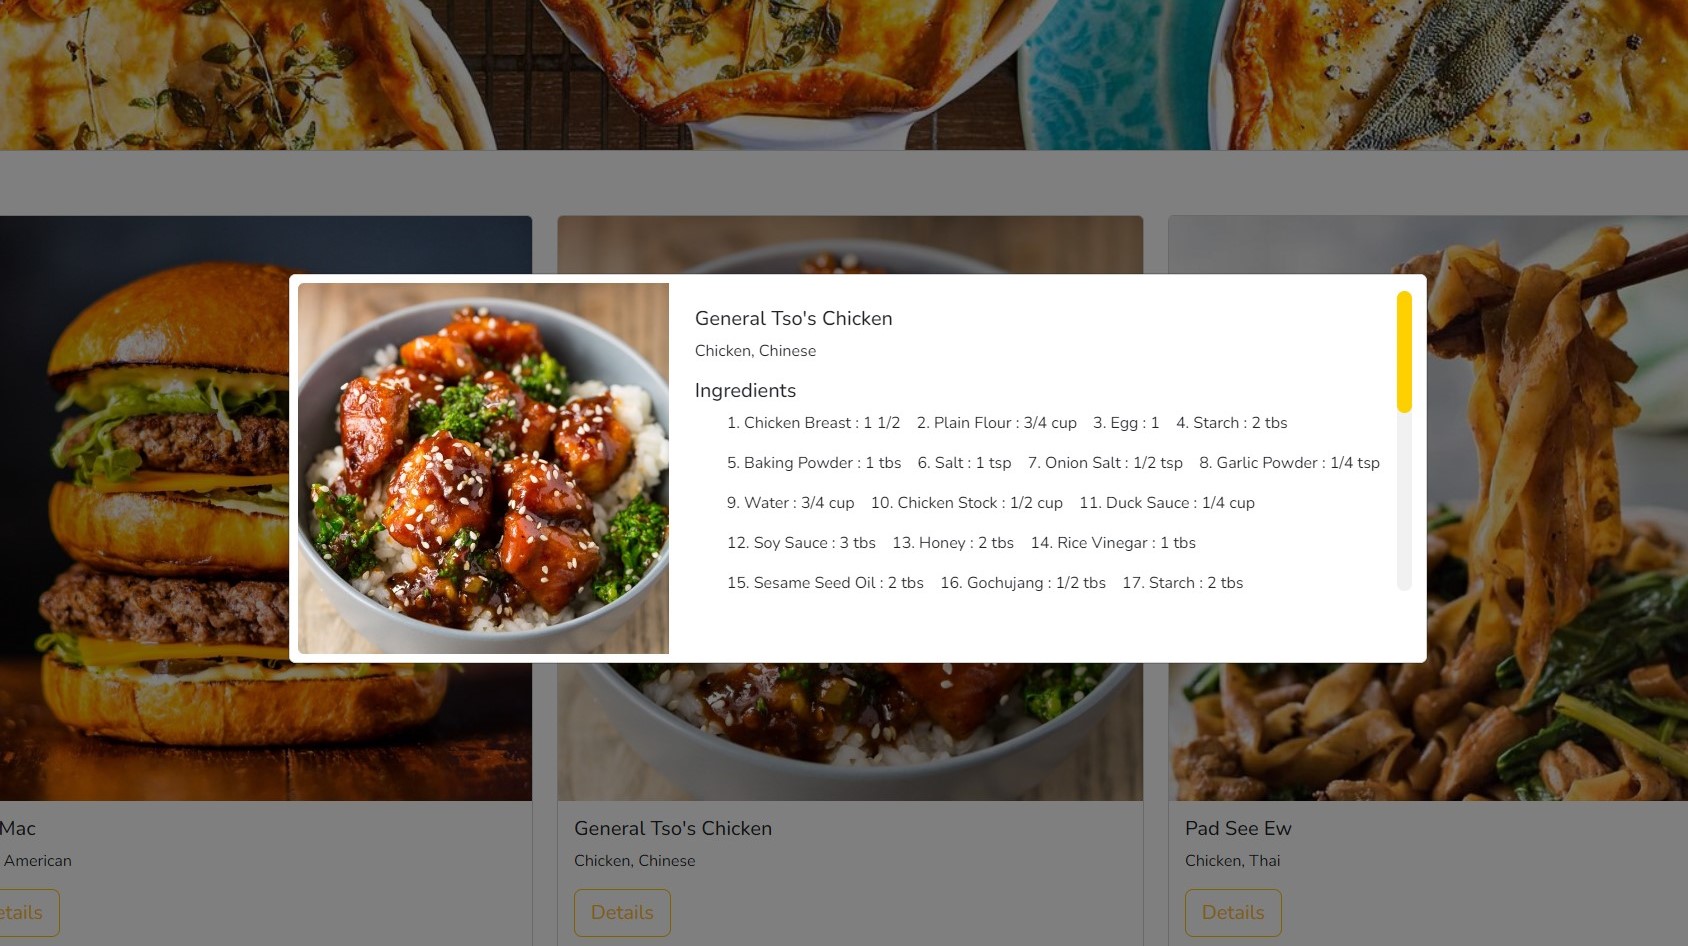 General Tso's Chicken
Chicken, Chinese
Ingredients
1. Chicken Breast : 1 1/2 2. Plain Flour : 3/4 cup 3. Egg : 1 4. Starch : 2 tbs
5. Baking Powder : 1 tbs 6. Salt : 1 tsp 7. Onion Salt : 1/2 tsp 8. Garlic Powder : 1/4 tsp
9. Water : 3/4 cup 10. Chicken Stock : 1/2 cup 11. Duck Sauce : 1/4 cup
12. Soy Sauce : 3 tbs 13. Honey : 2 tbs 14. Rice Vinegar : 1 tbs
15. Sesame Seed Oil : 2 tbs 16. Gochujang : 1/2 tbs 17. Starch : 2 tbs
Mac
American
etails
General Tso's Chicken
Chicken, Chinese
Details
Pad See Ew
Chicken, Thai
Details